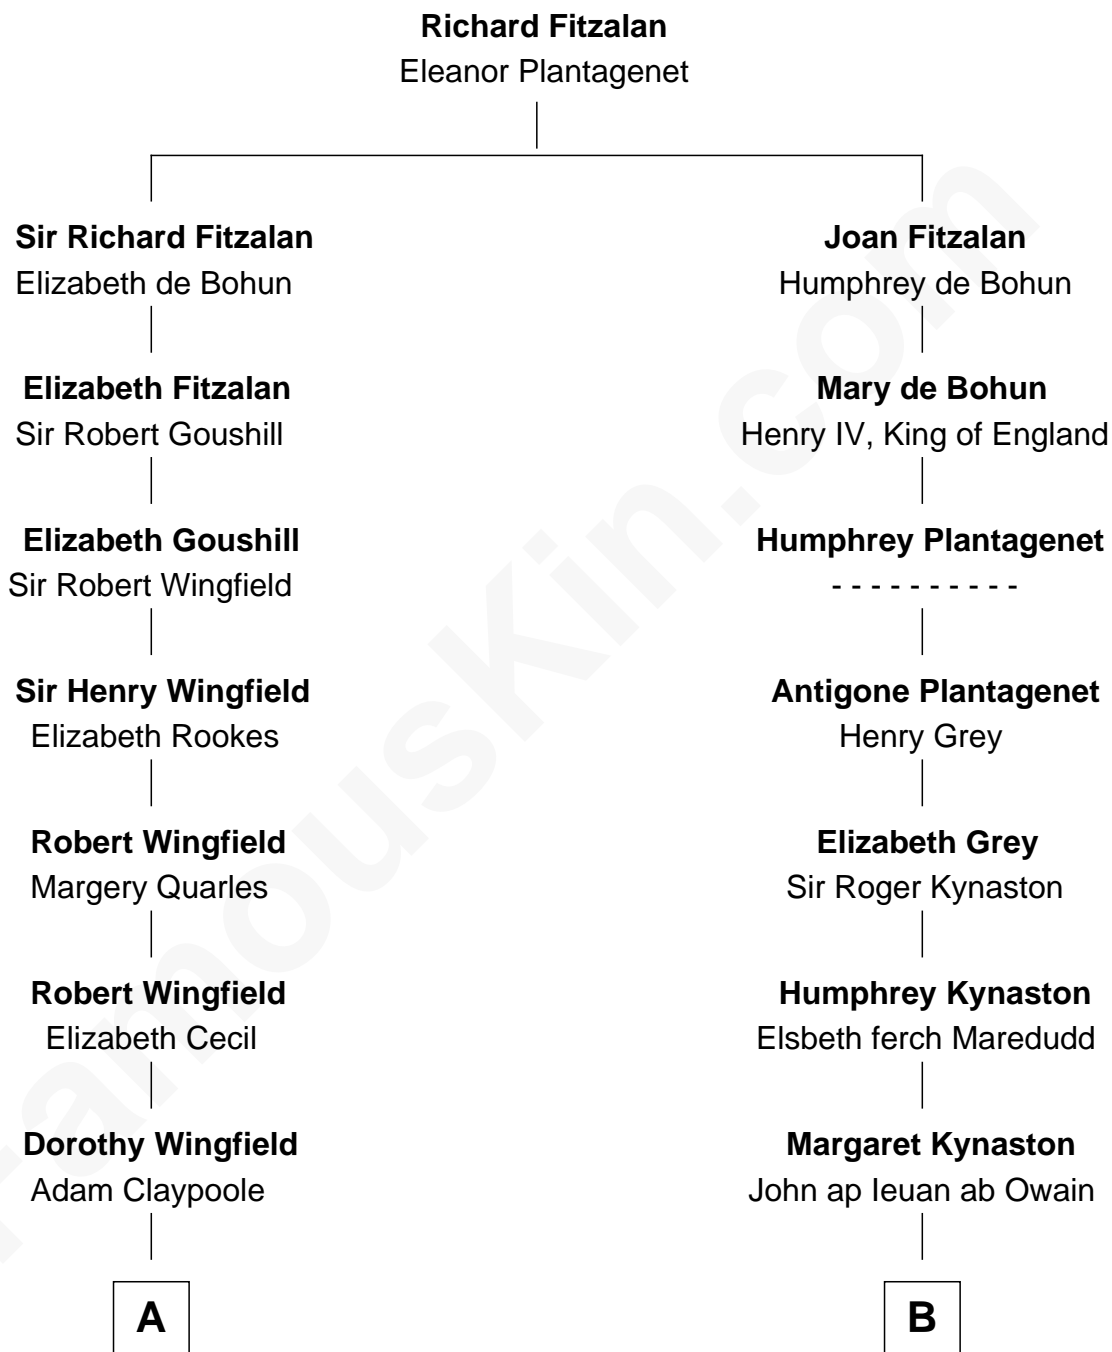 Richard Fitzalan
Eleanor Plantagenet
Sir Richard Fitzalan
Elizabeth de Bohun
Elizabeth Fitzalan
Sir Robert Goushill
Elizabeth Goushill
Sir Robert Wingfield
Sir Henry Wingfield
Elizabeth Rookes
Robert Wingfield
Margery Quarles
Robert Wingfield
Elizabeth Cecil
Dorothy Wingfield
Adam Claypoole
A
Joan Fitzalan
Humphrey de Bohun
Mary de Bohun
Henry IV, King of England
Humphrey Plantagenet
- - - - - - - - - -
Antigone Plantagenet
Henry Grey
Elizabeth Grey
Sir Roger Kynaston
Humphrey Kynaston
Elsbeth ferch Maredudd
Margaret Kynaston
John ap Ieuan ab Owain
B
FamousKin.com